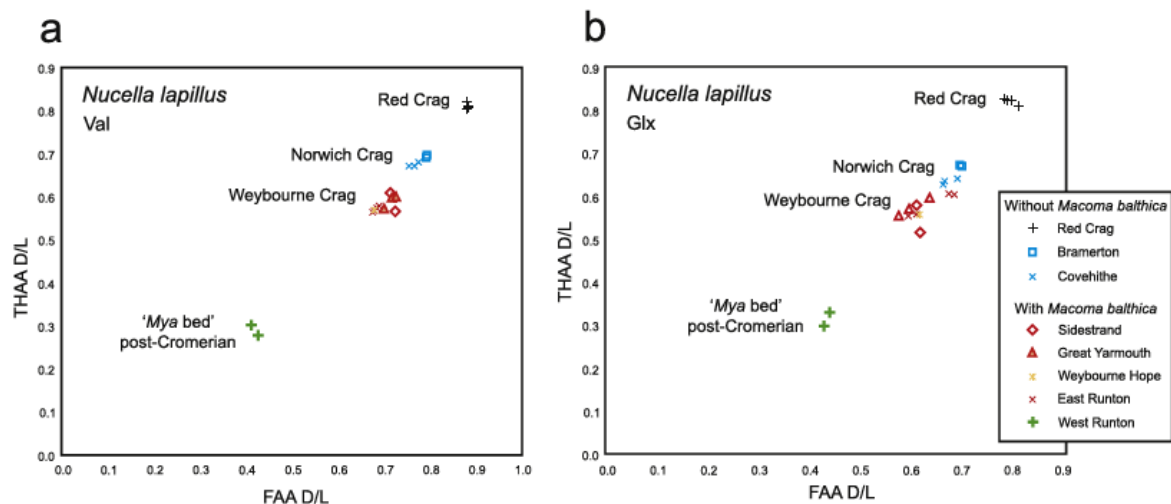 a
Nucella lapillus
Val
Red Crag
Norwich Crag
Weybourne Crag
'Mya bed'
post-Cromerian
THAA D/L
0.9
0.8
0.7
0.6
0.5
0.4
0.3
0.2
0.1
0.0
0.0 0.1 0.2 0.3 0.4 0.5 0.6 0.7 0.8 0.9 1.0
FAA D/L
b
Nucella lapillus
Glx
Red Crag
Norwich Crag
Weybourne Crag
'Mya bed'
post-Cromerian
THAA D/L
0.9
0.8
0.7
0.6
0.5
0.4
0.3
0.2
0.1
0.0
0.0 0.1 0.2 0.3 0.4 0.5 0.6 0.7 0.8 0.9
FAA D/L
Without Macoma balthica
Red Crag
Bramerton
Covehithe
With Macoma balthica
Sidestrand
Great Yarmouth
Weybourne Hope
East Runton
West Runton